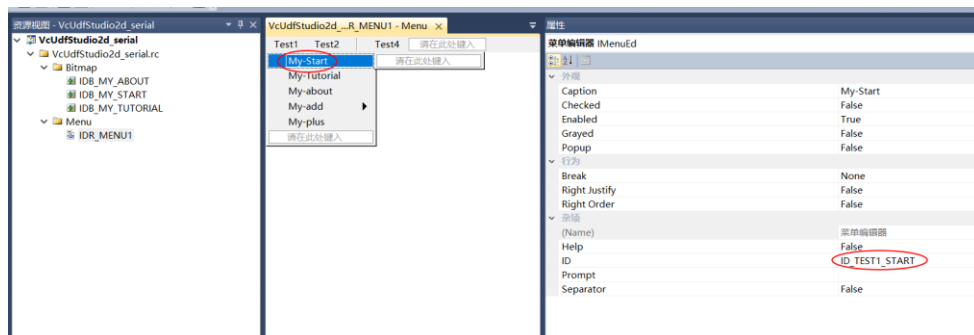 资源视图 - VcUdfStudio2d_serial
VcUdfStudio2d_serial
VcUdfStudio2d_serial.rc
Bitmap
IDB_MY_ABOUT
IDB_MY_START
IDB_MY_TUTORIAL
Menu
IDR_MENU1
VcUdfStudio2d_...R_MENU1 - Menu
Test1 Test2 Test4 请在此处键入
My-Start 请在此处键入
My-Tutorial
My-about
My-add
My-plus
请在此处键入
属性
菜单编辑器 IMenuEd
外观
Caption My-Start
Checked False
Enabled True
Grayed False
Popup False
行为
Break None
Right Justify False
Right Order False
杂项
(Name) 菜单编辑器
Help False
ID ID_TEST1_START
Prompt
Separator False